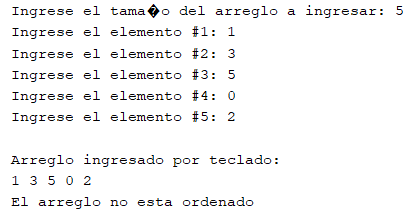 Ingrese el tama�o del arreglo a ingresar: 5
Ingrese el elemento #1: 1
Ingrese el elemento #2: 3
Ingrese el elemento #3: 5
Ingrese el elemento #4: 0
Ingrese el elemento #5: 2
Arreglo ingresado por teclado:
1 3 5 0 2
El arreglo no esta ordenado